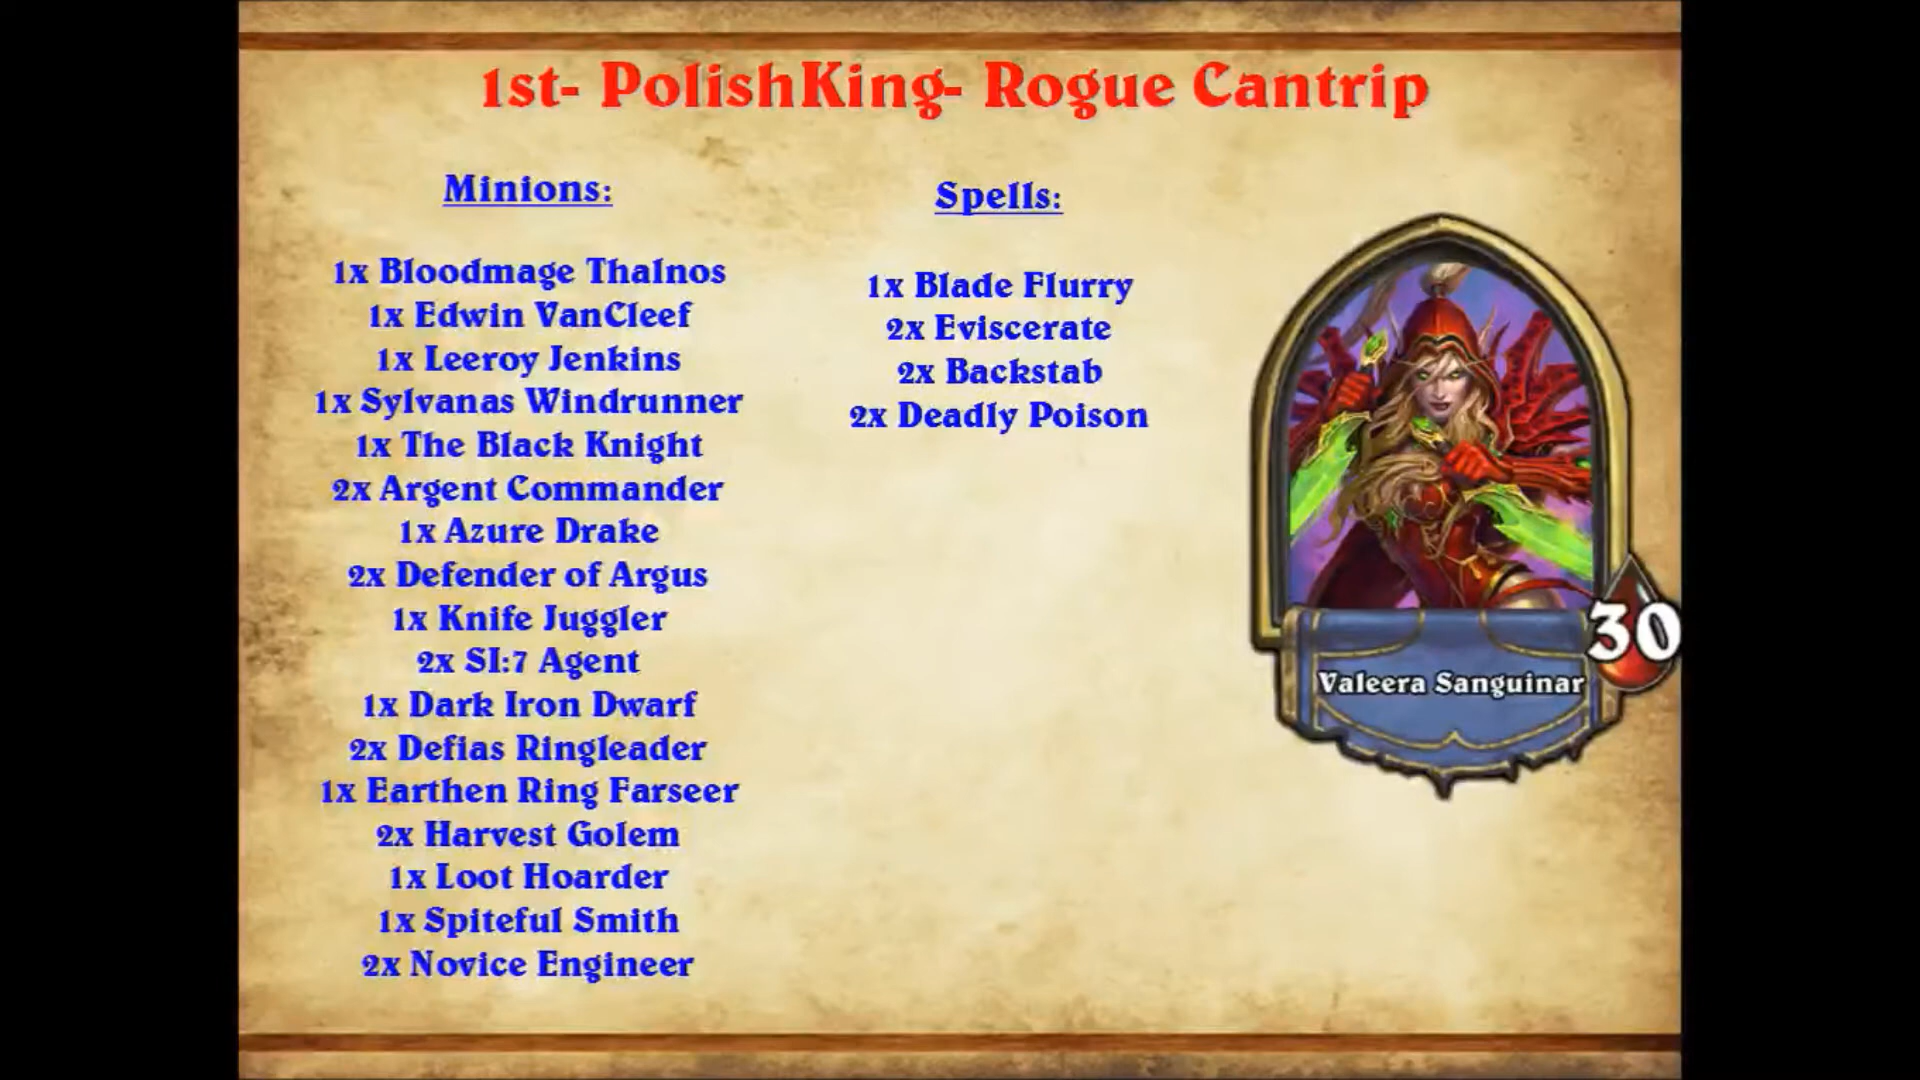 1st- PolishKing- Rogue Cantrip
Minions:
1x Bloodmage Thalnos
1x Edwin VanCleef
1x Leeroy Jenkins
1x Sylvanas Windrunner
1x The Black Knight
2x Argent Commander
1x Azure Drake
2x Defender of Argus
1x Knife Juggler
2x SI:7 Agent
1x Dark Iron Dwarf
2x Defias Ringleader
1x Earthen Ring Farseer
2x Harvest Golem
1x Loot Hoarder
1x Spiteful Smith
2x Novice Engineer
Spells:
1x Blade Flurry
2x Eviscerate
2x Backstab
2x Deadly Poison
30
Valeera Sanguinar